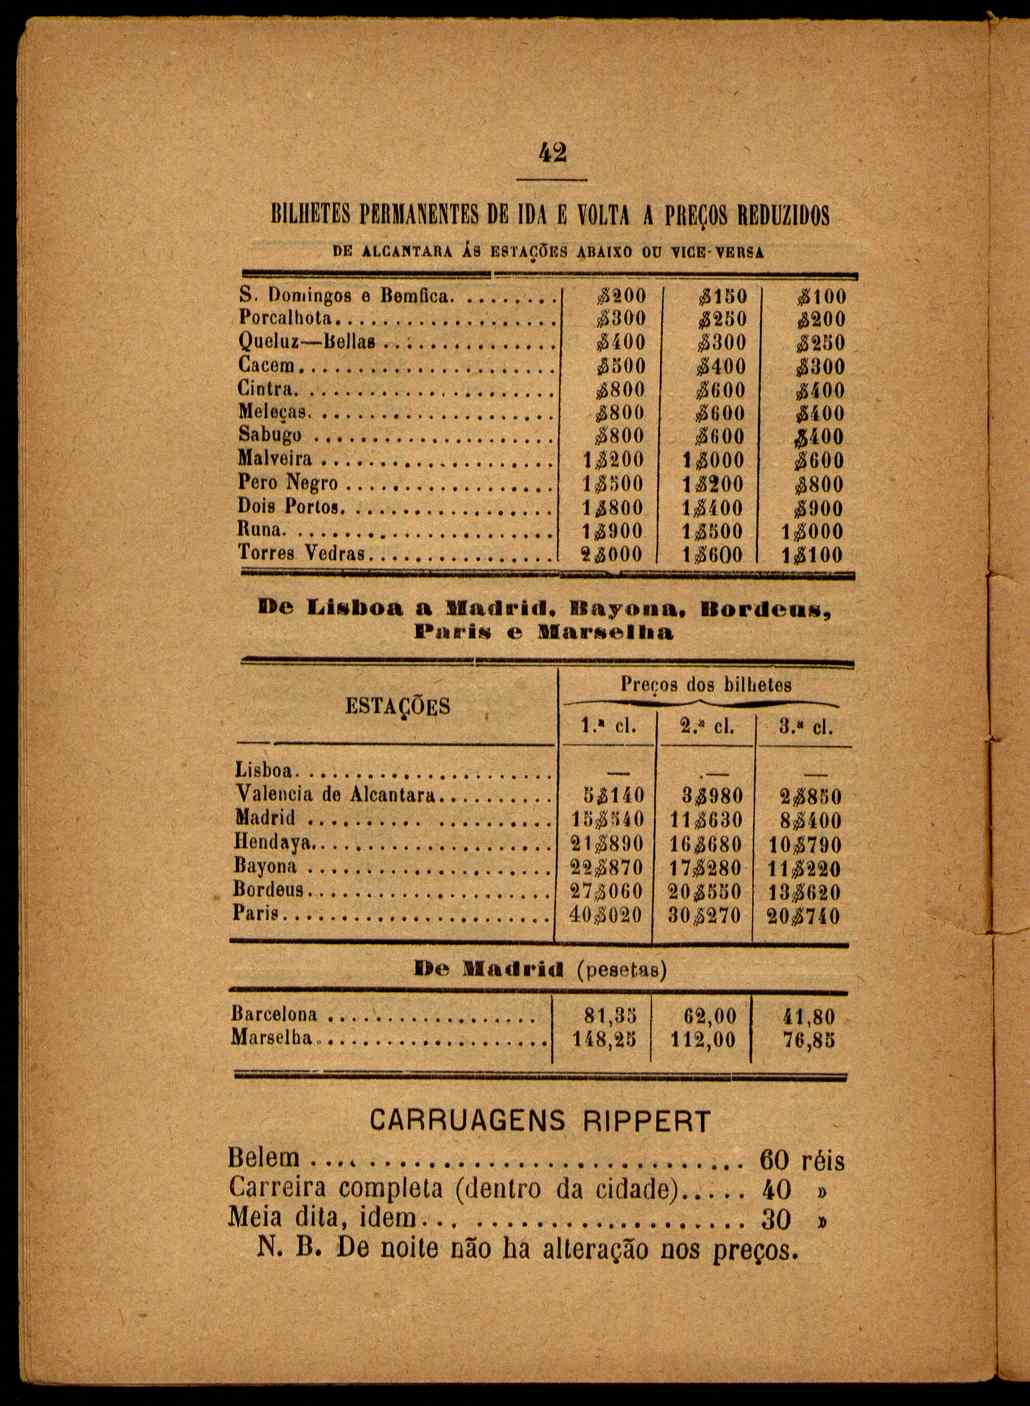 42
BILHETES PERMANENTES DE IDA E VOLTA A PREÇOS REDUZIDOS
DE ALCANTARA ÁS ESTAÇÕES ABAIXO OU VICE-VERSA
S. Domingos e Bemfica. ........ $200 $150 $100
Porcalhota................... $300 $250 $200
Queluz—Bellas ............... $400 $300 $250
Cacem...................... $500 $400 $300
Cintra. ..................... $800 $600 $400
Meleças. .................... $800 $600 $400
Sabugo .................... $800 $600 $400
Malveira ................... 1$200 1$000 $600
Pero Negro .................. 1$500 1$200 $800
Dois Portos. ................. 1$800 1$400 $900
Runa. ...................... 1$900 1$500 1$000
Torres Vedras................ 2$000 1$600 1$100
De Lisboa a Madrid, Bayona, Bordeus,
Paris e Marselha
ESTAÇÕES Preços dos bilhetes
1.ª cl. 2.ª cl. 3.ª cl.
Lisboa. ..................... — — —
Valencia de Alcantara.......... 5$140 3$980 2$850
Madrid .................... 15$540 11$630 8$400
Hendaya.................... 21$890 16$680 10$790
Bayona .................... 22$870 17$280 11$220
Bordeus.................... 27$060 20$550 13$620
Paris....................... 40$020 30$270 20$740
De Madrid (pesetas)
Barcelona .................. 81,35 62,00 41,80
Marselha.................... 148,25 112,00 76,85
CARRUAGENS RIPPERT
Belem .............................. 60 réis
Carreira completa (dentro da cidade)..... 40 »
Meia dita, idem... ................... 30 »
N. B. De noite não ha alteração nos preços.